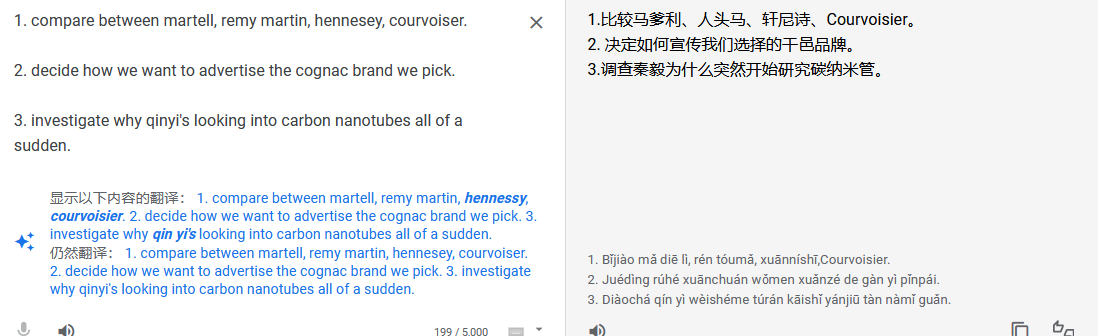 1. compare between martell, remy martin, hennesey, courvoiser.
2. decide how we want to advertise the cognac brand we pick.
3. investigate why qinyi's looking into carbon nanotubes all of a
sudden.
显示以下内容的翻译： 1. compare between martell, remy martin, hennessy,
courvoisier. 2. decide how we want to advertise the cognac brand we pick. 3.
investigate why qin yi's looking into carbon nanotubes all of a sudden.
仍然翻译： 1. compare between martell, remy martin, hennesey, courvoiser.
2. decide how we want to advertise the cognac brand we pick. 3. investigate
why qinyi's looking into carbon nanotubes all of a sudden.
199 / 5,000
1.比较马爹利、人头马、轩尼诗、Courvoisier。
2. 决定如何宣传我们选择的干邑品牌。
3.调查秦毅为什么突然开始研究碳纳米管。
1. Bǐjiào mǎ diē lì, rén tóumǎ, xuānníshī,Courvoisier.
2. Juédìng rúhé xuānchuán wǒmen xuǎnzé de gàn yì pǐnpái.
3. Diàochá qín yì wèishéme túrán kāishǐ yánjiū tàn nàmǐ guǎn.